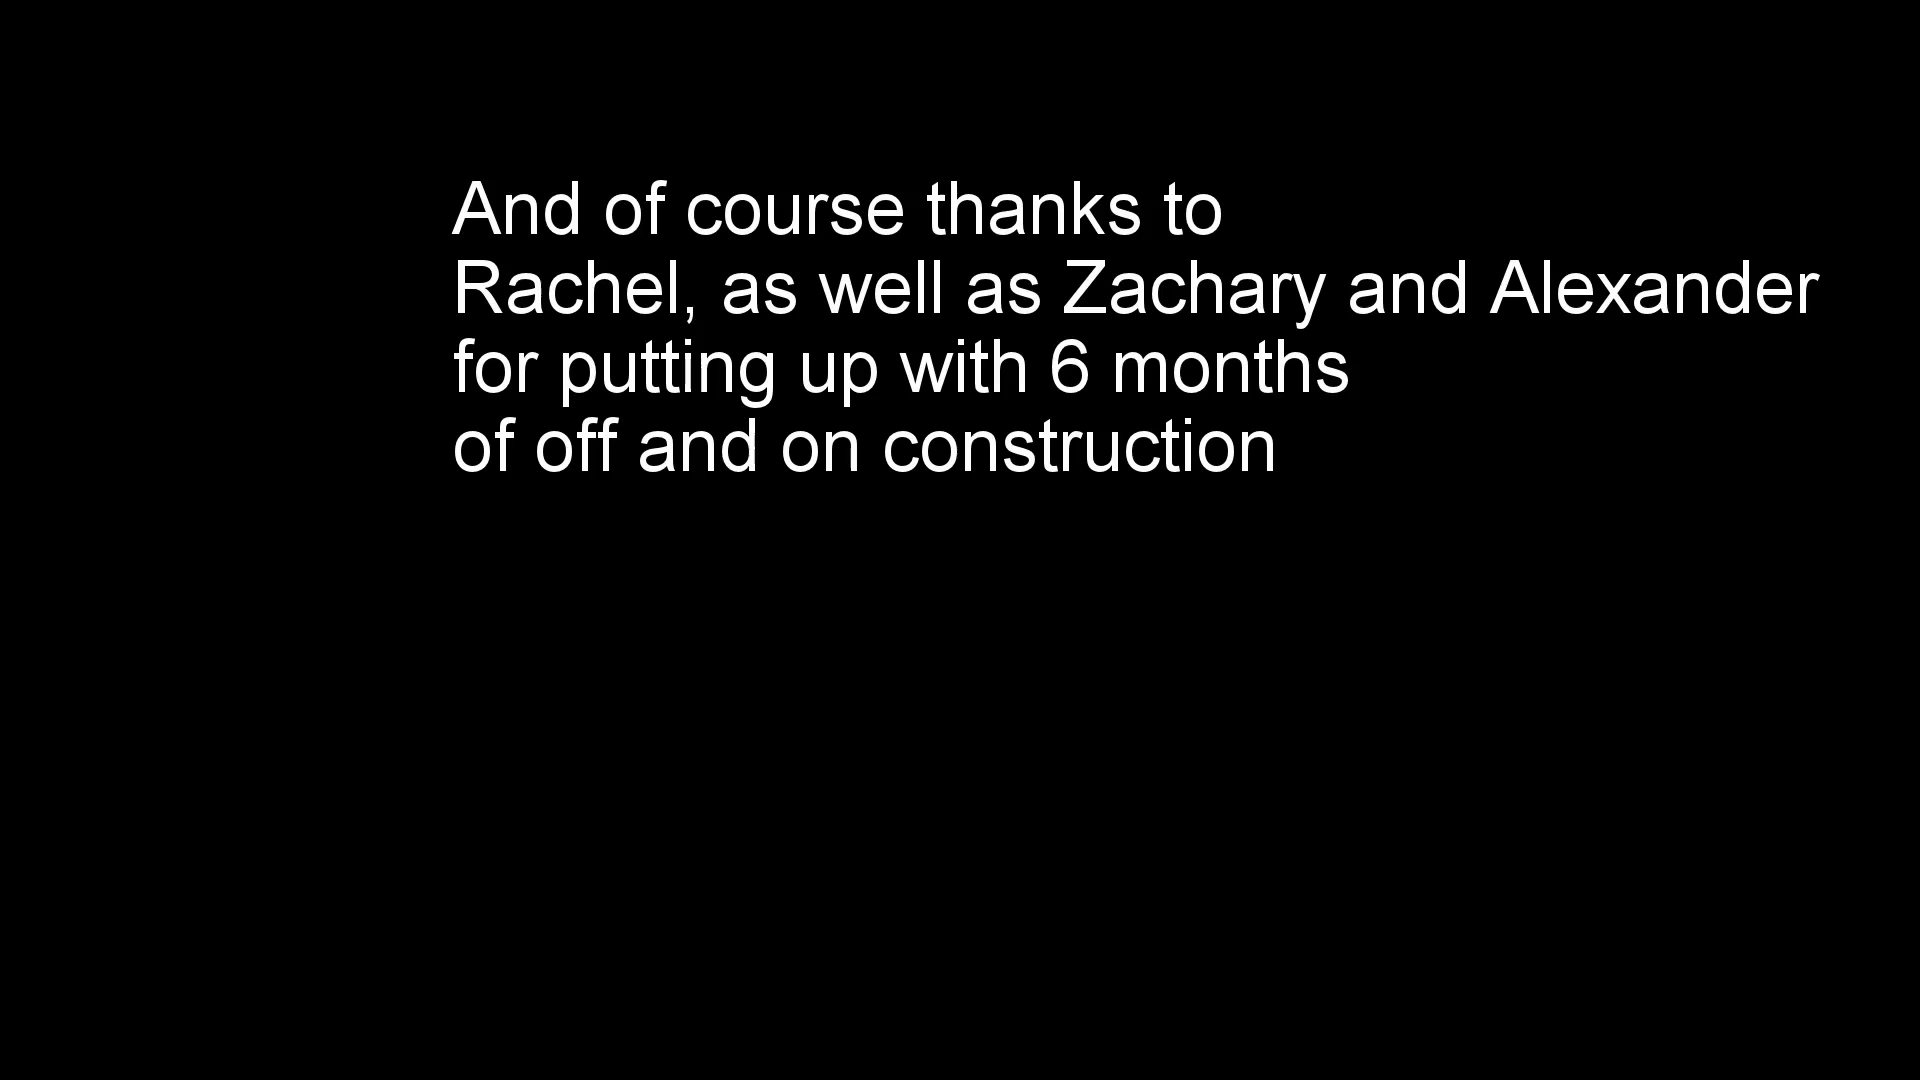 And of course thanks to
Rachel, as well as Zachary and Alexander
for putting up with 6 months
of off and on construction